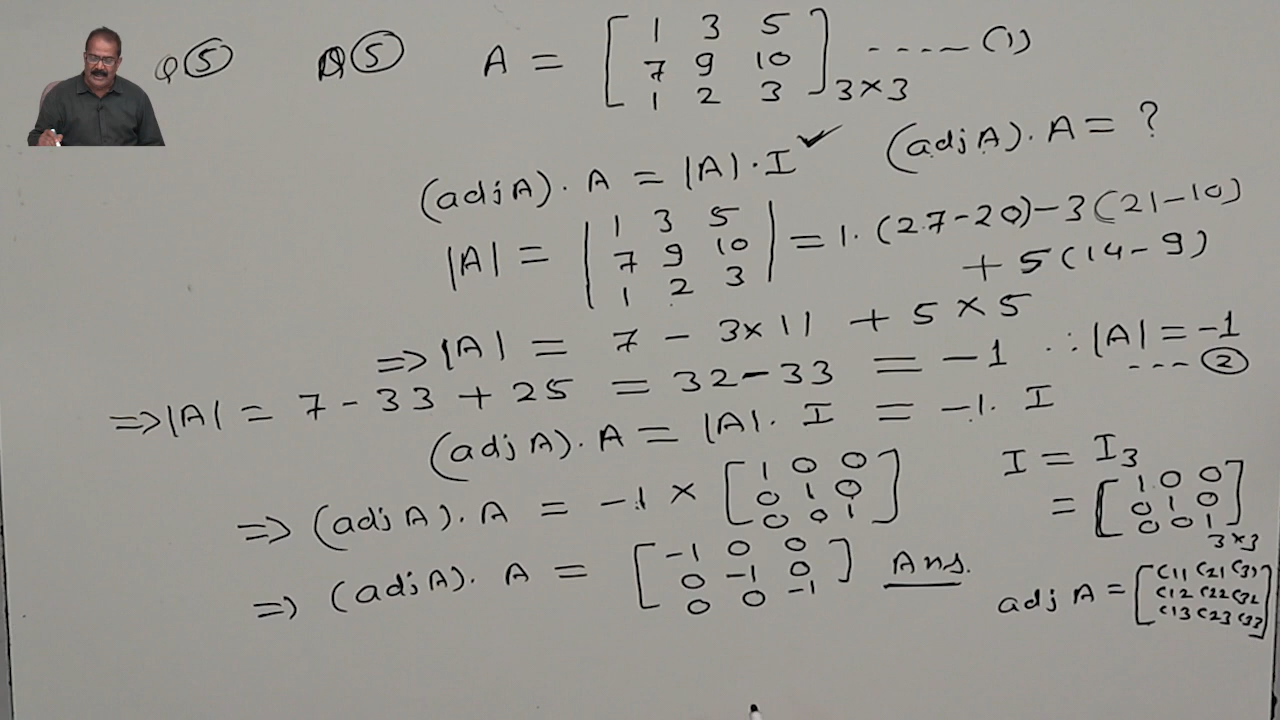 Q ⑤ Q ⑤ A = [ 1 3 5
7 9 10
1 2 3 ] 3×3 ---- (1)
(adj A). A = ?
(adj A). A = |A|. I ✓
|A| = | 1 3 5
7 9 10
1 2 3 | = 1. (27-20) - 3(21-10)
+ 5(14-9)
⇒ |A| = 7 - 3×11 + 5×5
⇒ |A| = 7 - 33 + 25 = 32 - 33 = -1 ∴ |A| = -1
--- ②
(adj A). A = |A|. I = -1. I
⇒ (adj A). A = -1 × [ 1 0 0
0 1 0
0 0 1 ]
I = I3
= [ 1 0 0
0 1 0
0 0 1 ] 3×3
⇒ (adj A). A = [ -1 0 0
0 -1 0
0 0 -1 ] Ans.
adj A = [ C11 C21 C31
C12 C22 C32
C13 C23 C33 ]